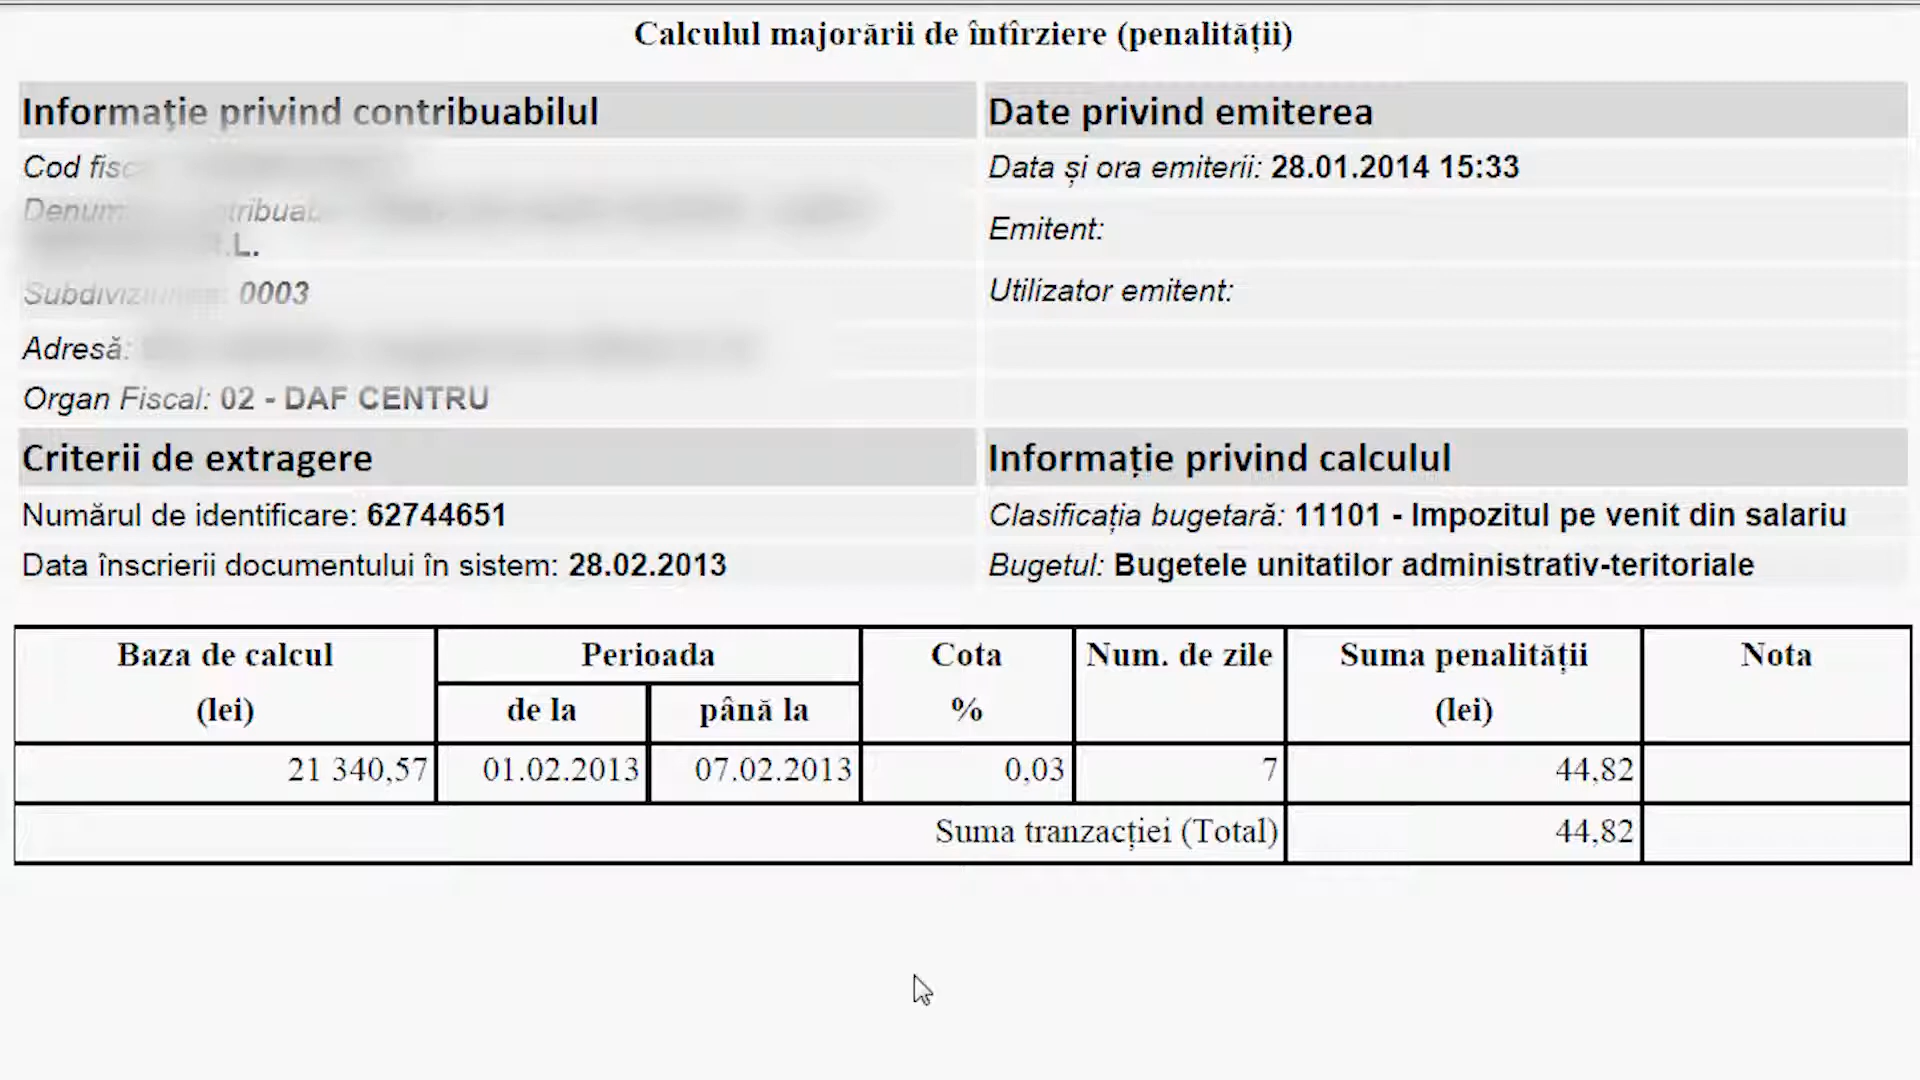 Calculul majorării de întîrziere (penalității)
Informaţie privind contribuabilul
Cod
R.L.
0003
Adresă:
Organ Fiscal: 02 - DAF CENTRU
Date privind emiterea
Data și ora emiterii: 28.01.2014 15:33
Emitent:
Utilizator emitent:
Criterii de extragere
Numărul de identificare: 62744651
Data înscrierii documentului în sistem: 28.02.2013
Informație privind calculul
Clasificația bugetară: 11101 - Impozitul pe venit din salariu
Bugetul: Bugetele unitatilor administrativ-teritoriale
Baza de calcul (lei) Perioada Cota % Num. de zile Suma penalității (lei) Nota
de la până la
21 340,57 01.02.2013 07.02.2013 0,03 7 44,82
Suma tranzacției (Total) 44,82